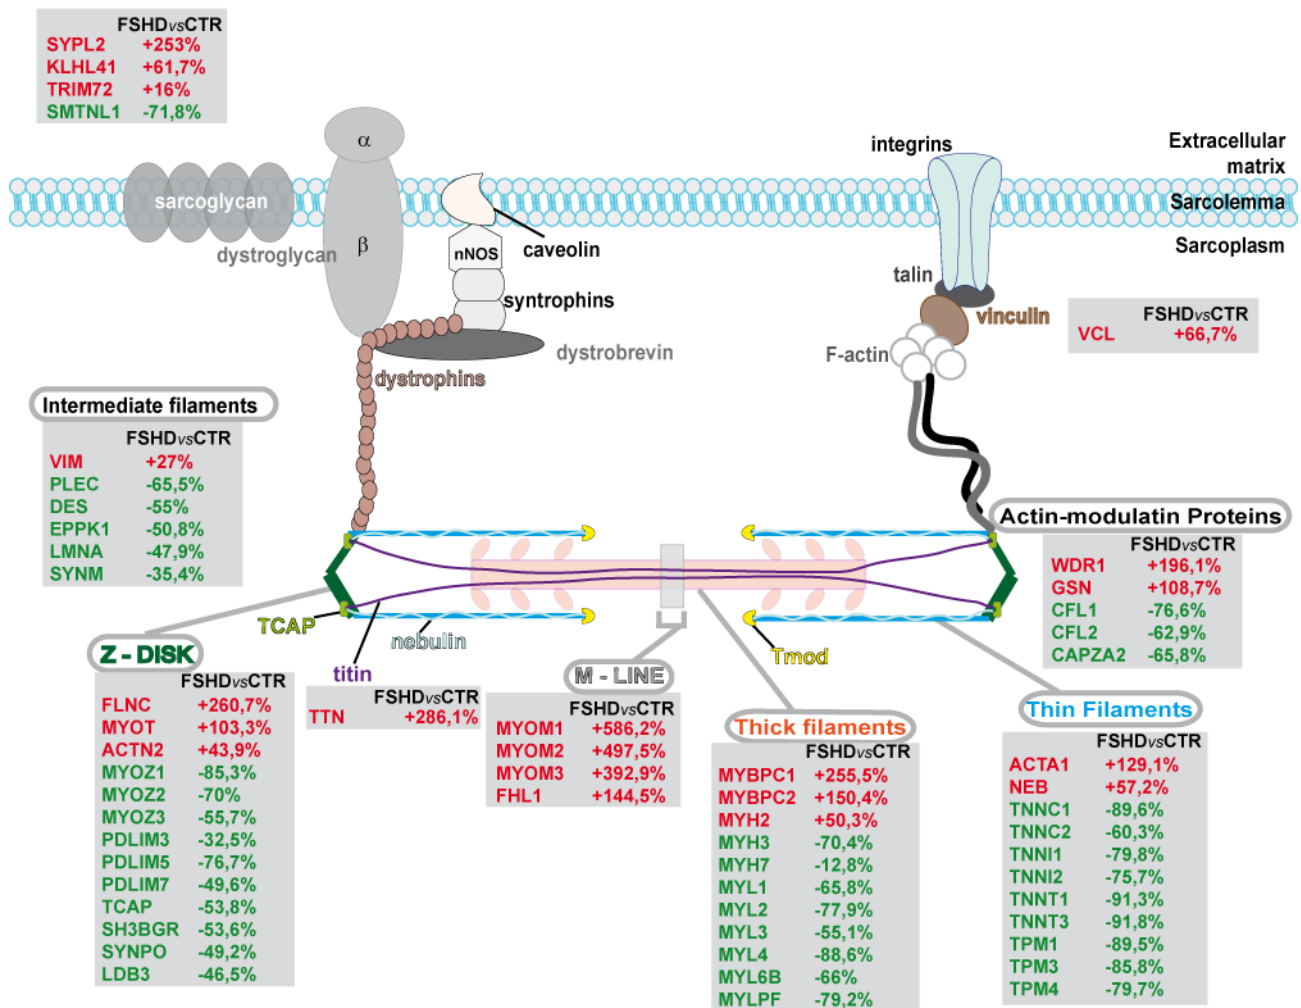 FSHDvsCTR
SYPL2 +253%
KLHL41 +61,7%
TRIM72 +16%
SMTNL1 -71,8%
α
β
sarcoglycan
dystroglycan
nNOS
caveolin
syntrophins
dystrobrevin
dystrophins
integrins
Extracellular
matrix
Sarcolemma
Sarcoplasm
talin
vinculin
F-actin
FSHDvsCTR
VCL +66,7%
Intermediate filaments
FSHDvsCTR
VIM +27%
PLEC -65,5%
DES -55%
EPPK1 -50,8%
LMNA -47,9%
SYNM -35,4%
Actin-modulatin Proteins
FSHDvsCTR
WDR1 +196,1%
GSN +108,7%
CFL1 -76,6%
CFL2 -62,9%
CAPZA2 -65,8%
TCAP
nebulin
titin
Tmod
Z - DISK
FSHDvsCTR
FLNC +260,7%
MYOT +103,3%
ACTN2 +43,9%
MYOZ1 -85,3%
MYOZ2 -70%
MYOZ3 -55,7%
PDLIM3 -32,5%
PDLIM5 -76,7%
PDLIM7 -49,6%
TCAP -53,8%
SH3BGR -53,6%
SYNPO -49,2%
LDB3 -46,5%
FSHDvsCTR
TTN +286,1%
M - LINE
FSHDvsCTR
MYOM1 +586,2%
MYOM2 +497,5%
MYOM3 +392,9%
FHL1 +144,5%
Thick filaments
FSHDvsCTR
MYBPC1 +255,5%
MYBPC2 +150,4%
MYH2 +50,3%
MYH3 -70,4%
MYH7 -12,8%
MYL1 -65,8%
MYL2 -77,9%
MYL3 -55,1%
MYL4 -88,6%
MYL6B -66%
MYLPF -79,2%
Thin Filaments
FSHDvsCTR
ACTA1 +129,1%
NEB +57,2%
TNNC1 -89,6%
TNNC2 -60,3%
TNNI1 -79,8%
TNNI2 -75,7%
TNNT1 -91,3%
TNNT3 -91,8%
TPM1 -89,5%
TPM3 -85,8%
TPM4 -79,7%